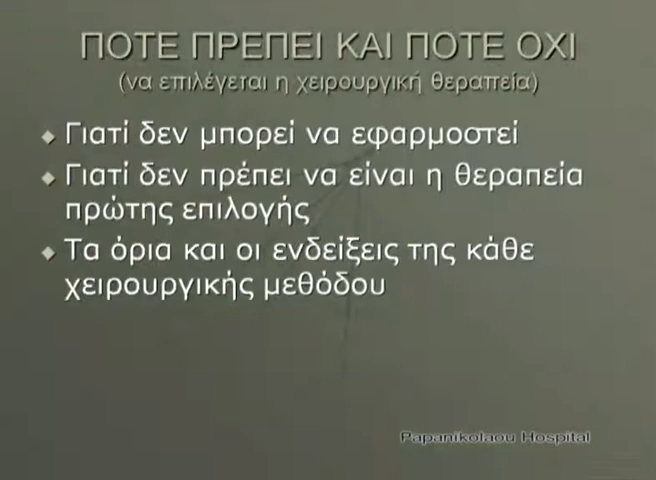 ΠΟΤΕ ΠΡΕΠΕΙ ΚΑΙ ΠΟΤΕ ΟΧΙ
(να επιλέγεται η χειρουργική θεραπεία)
Γιατί δεν μπορεί να εφαρμοστεί
Γιατί δεν πρέπει να είναι η θεραπεία
πρώτης επιλογής
Τα όρια και οι ενδείξεις της κάθε
χειρουργικής μεθόδου
Papanikolaou Hospital